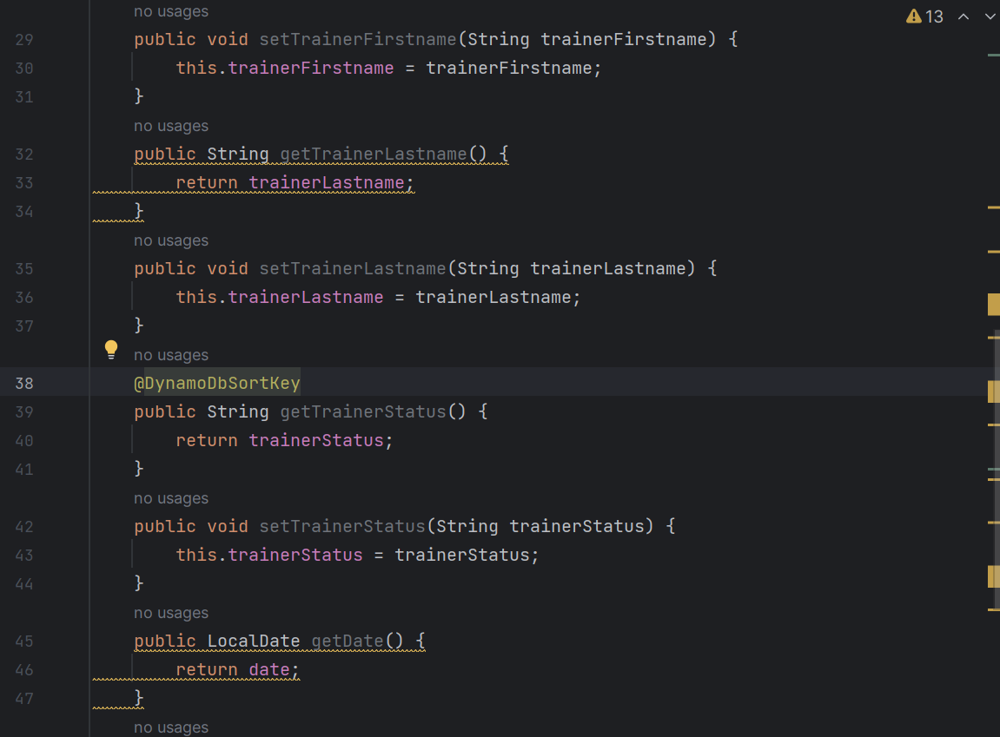 no usages
13
29 public void setTrainerFirstname(String trainerFirstname) {
30 this.trainerFirstname = trainerFirstname;
31 }
no usages
32 public String getTrainerLastname() {
33 return trainerLastname;
34 }
no usages
35 public void setTrainerLastname(String trainerLastname) {
36 this.trainerLastname = trainerLastname;
37 }
no usages
38 @DynamoDbSortKey
39 public String getTrainerStatus() {
40 return trainerStatus;
41 }
no usages
42 public void setTrainerStatus(String trainerStatus) {
43 this.trainerStatus = trainerStatus;
44 }
no usages
45 public LocalDate getDate() {
46 return date;
47 }
no usages